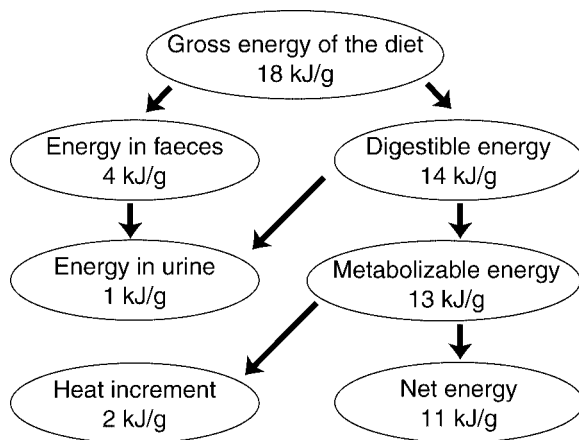 Gross energy of the diet
18 kJ/g
Energy in faeces
4 kJ/g
Digestible energy
14 kJ/g
Energy in urine
1 kJ/g
Metabolizable energy
13 kJ/g
Heat increment
2 kJ/g
Net energy
11 kJ/g